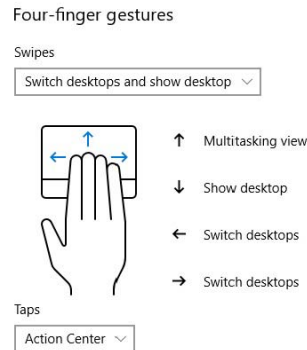 Four-finger gestures
Swipes
Switch desktops and show desktop
Multitasking view
Show desktop
Switch desktops
Switch desktops
Taps
Action Center